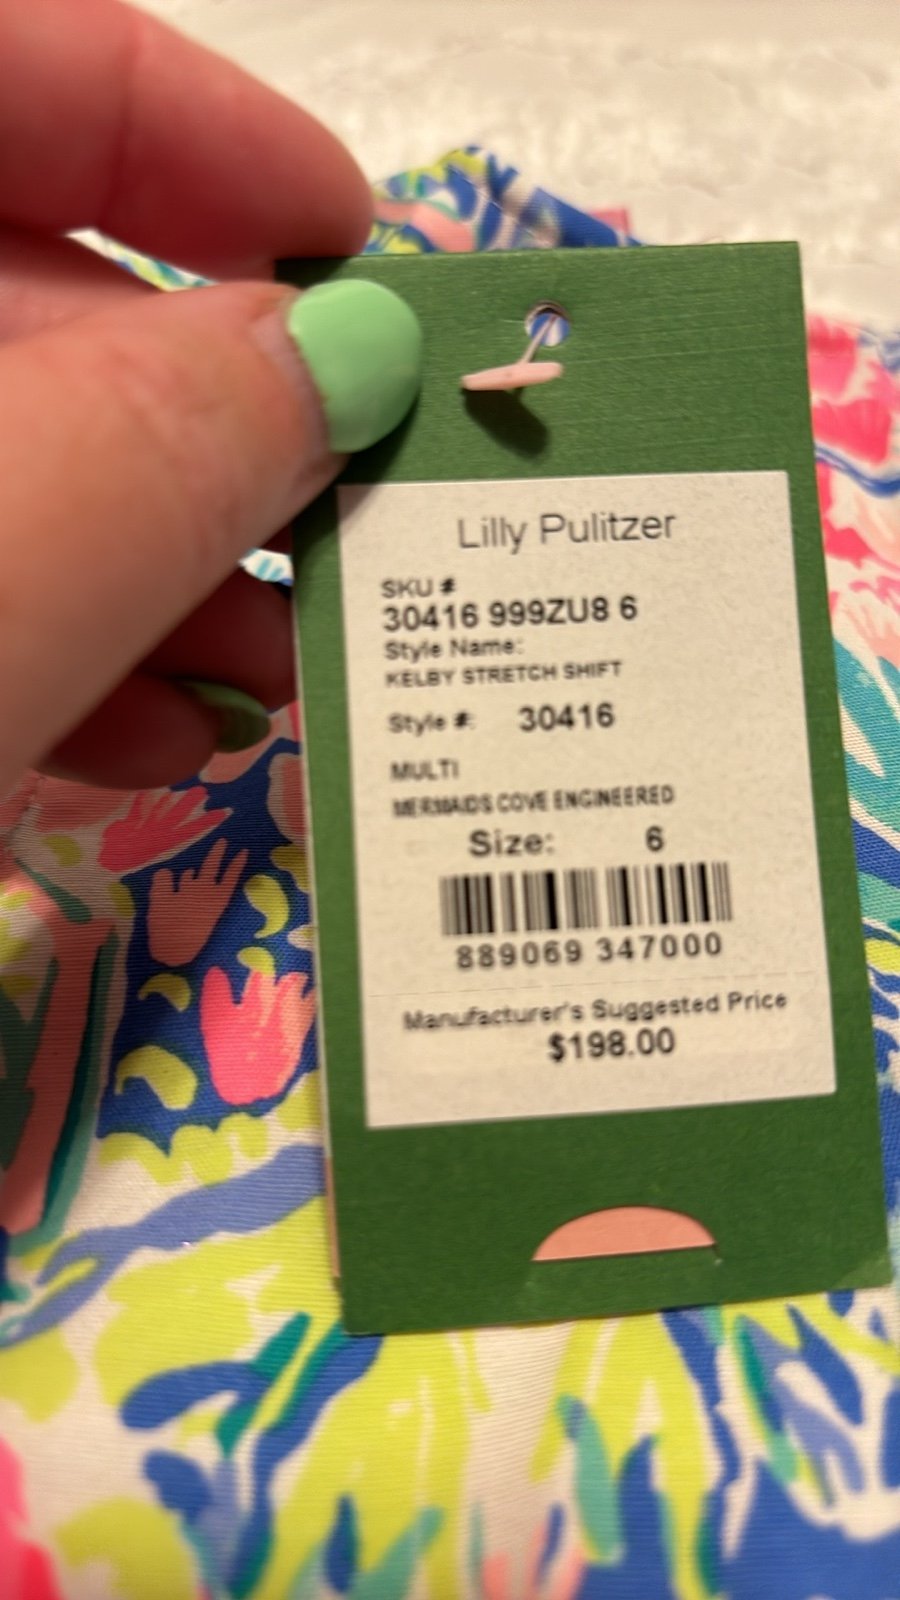 Lilly Pulitzer
SKU #
30416 999ZU8 6
Style Name:
KELBY STRETCH SHIFT
Style #: 30416
MULTI
MERMAIDS COVE ENGINEERED
Size: 6
889069 347000
Manufacturer's Suggested Price
$198.00